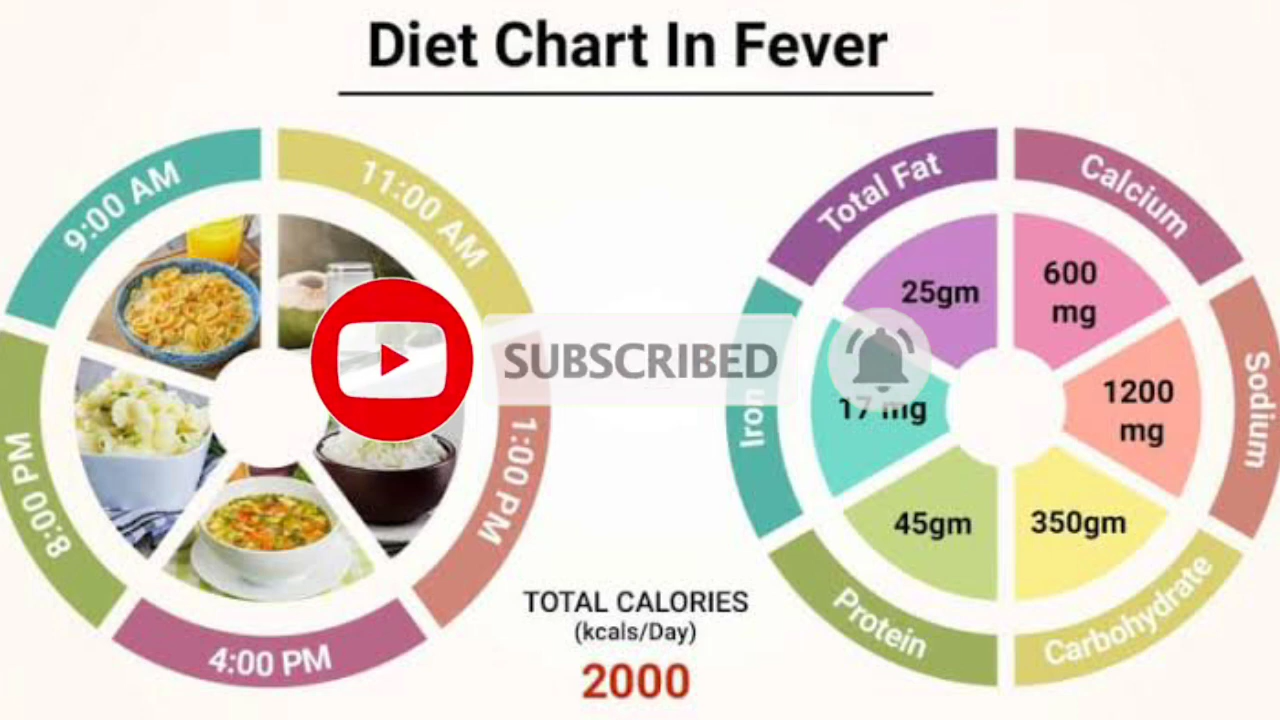 Diet Chart In Fever
9:00 AM
11:00 AM
1:00 PM
4:00 PM
8:00 PM
SUBSCRIBED
Total Fat
25gm
Calcium
600
mg
Sodium
1200
mg
Carbohydrate
350gm
Protein
45gm
Iron
17 mg
TOTAL CALORIES
(kcals/Day)
2000